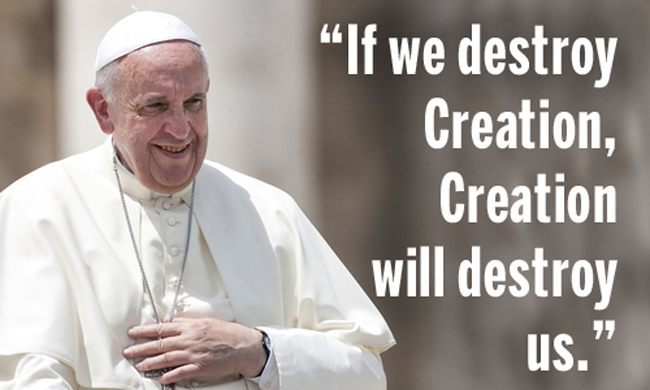 “If we destroy
Creation,
Creation
will destroy
us.”